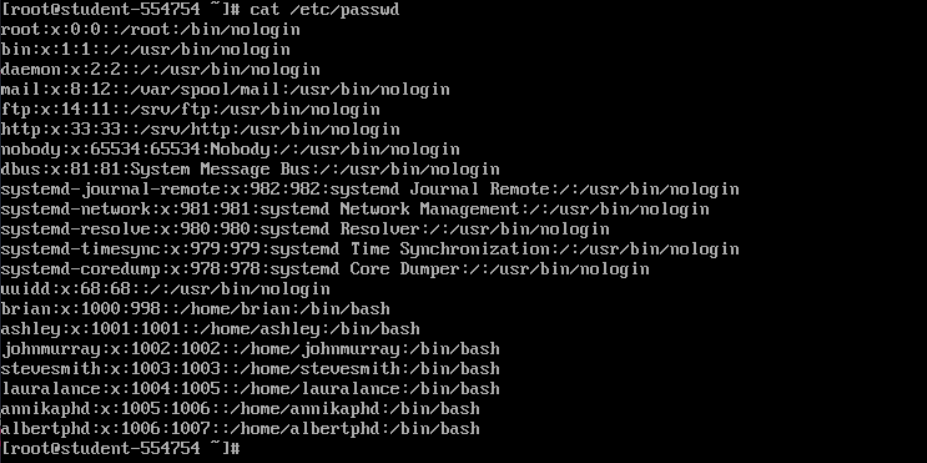 [root@student-554754 ~]# cat /etc/passwd
root:x:0:0::/root:/bin/nologin
bin:x:1:1::/:/usr/bin/nologin
daemon:x:2:2::/:/usr/bin/nologin
mail:x:8:12::/var/spool/mail:/usr/bin/nologin
ftp:x:14:11::/srv/ftp:/usr/bin/nologin
http:x:33:33::/srv/http:/usr/bin/nologin
nobody:x:65534:65534:Nobody:/:/usr/bin/nologin
dbus:x:81:81:System Message Bus:/:/usr/bin/nologin
systemd-journal-remote:x:982:982:systemd Journal Remote:/:/usr/bin/nologin
systemd-network:x:981:981:systemd Network Management:/:/usr/bin/nologin
systemd-resolve:x:980:980:systemd Resolver:/:/usr/bin/nologin
systemd-timesync:x:979:979:systemd Time Synchronization:/:/usr/bin/nologin
systemd-coredump:x:978:978:systemd Core Dumper:/:/usr/bin/nologin
uuidd:x:68:68::/:/usr/bin/nologin
brian:x:1000:998::/home/brian:/bin/bash
ashley:x:1001:1001::/home/ashley:/bin/bash
johnmurray:x:1002:1002::/home/johnmurray:/bin/bash
stevesmith:x:1003:1003::/home/stevesmith:/bin/bash
lauralance:x:1004:1005::/home/lauralance:/bin/bash
annikaphd:x:1005:1006::/home/annikaphd:/bin/bash
albertphd:x:1006:1007::/home/albertphd:/bin/bash
[root@student-554754 ~]#